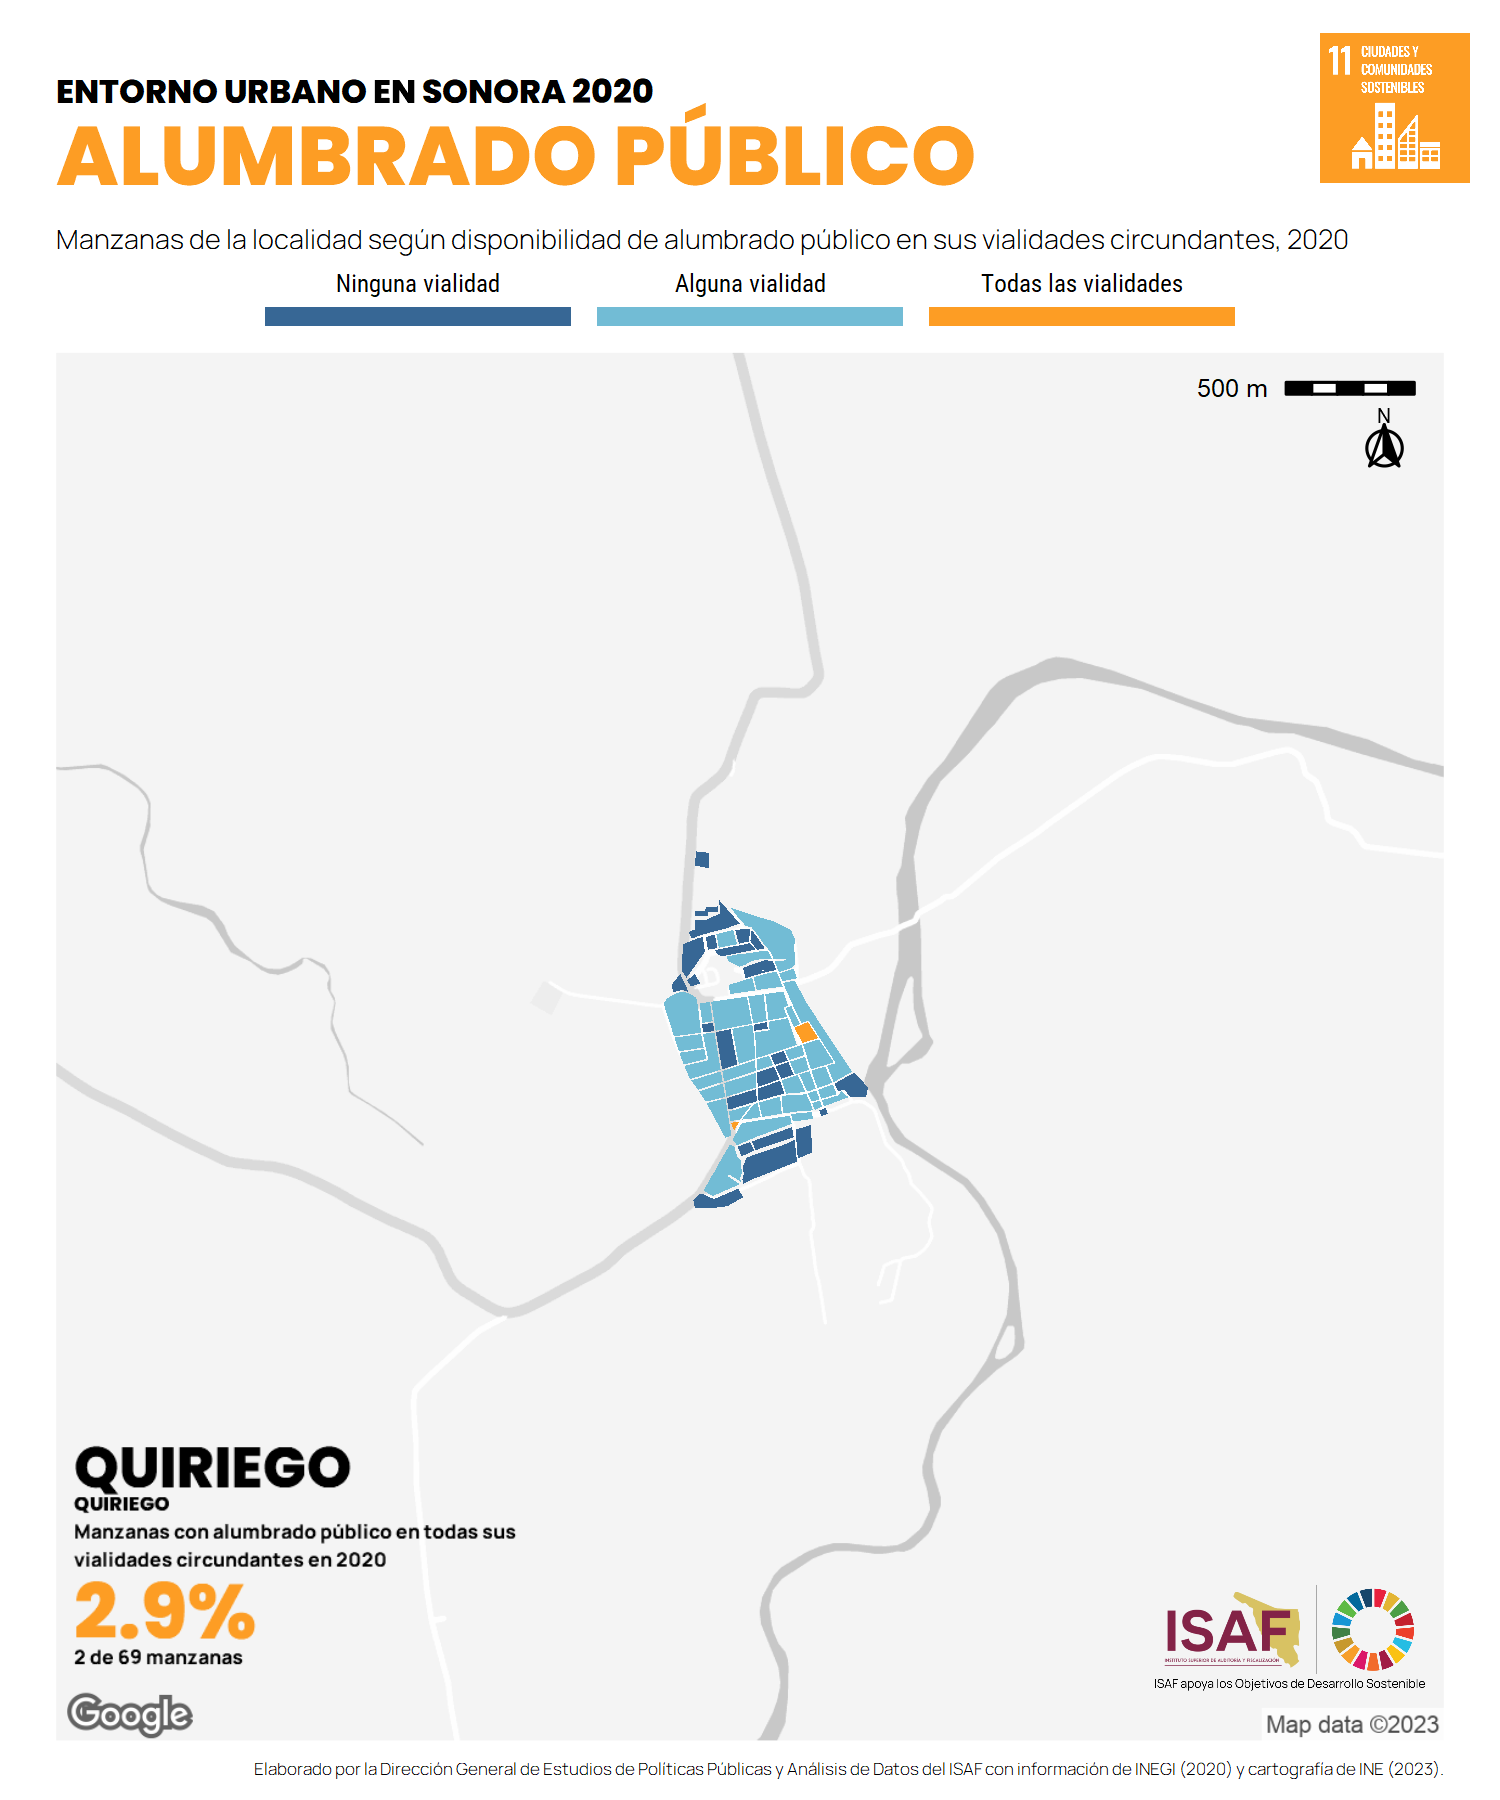 ENTORNO URBANO EN SONORA 2020
ALUMBRADO PÚBLICO
11 CIUDADES Y
COMUNIDADES
SOSTENIBLES
Manzanas de la localidad según disponibilidad de alumbrado público en sus vialidades circundantes, 2020
Ninguna vialidad
Alguna vialidad
Todas las vialidades
500 m
N
QUIRIEGO
QUIRIEGO
Manzanas con alumbrado público en todas sus
vialidades circundantes en 2020
2.9%
2 de 69 manzanas
Google
ISAF
INSTITUTO SUPERIOR DE AUDITORÍA Y FISCALIZACIÓN
ISAF apoya los Objetivos de Desarrollo Sostenible
Map data ©2023
Elaborado por la Dirección General de Estudios de Políticas Públicas y Análisis de Datos del ISAF con información de INEGI (2020) y cartografía de INE (2023).